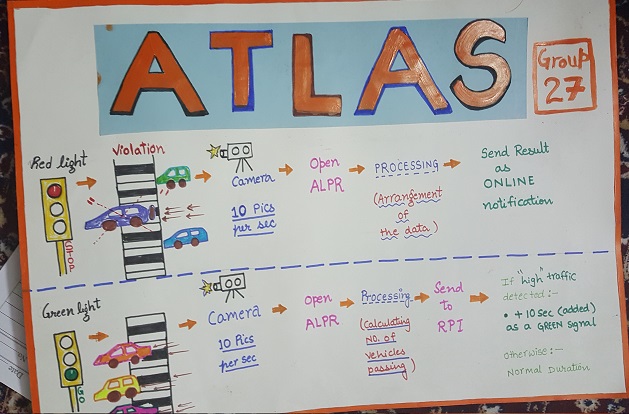 ATLAS
Group
27
Red light
Violation
STOP
Camera
10 Pics
per sec
Open
ALPR
PROCESSING
(Arrangement
of
the data)
Send Result
as
ONLINE
notification
Green light
GO
Camera
10 Pics
per sec
Open
ALPR
Processing
(Calculating
NO. of
vehicles
passing)
Send
to
RPI
If "high" traffic
detected:-
• + 10 sec (added)
as a GREEN signal
Otherwise:-
Normal Duration